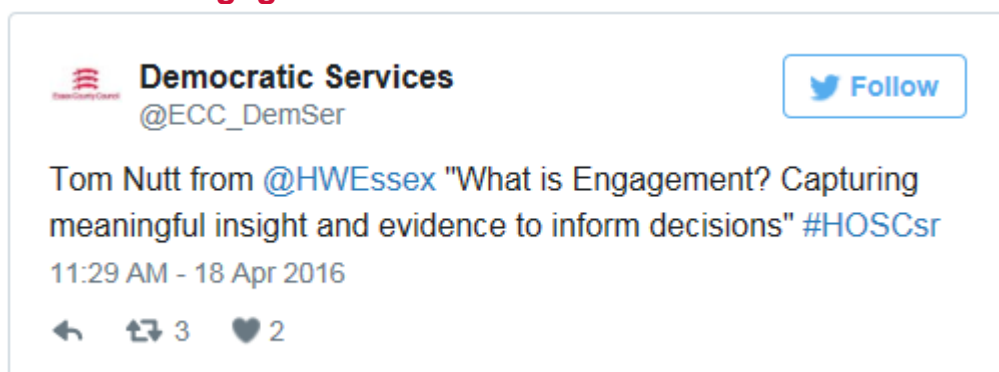 Democratic Services
Follow
@ECC_DemSer
Tom Nutt from @HWEssex "What is Engagement? Capturing
meaningful insight and evidence to inform decisions" #HOSCsr
11:29 AM - 18 Apr 2016
3 2